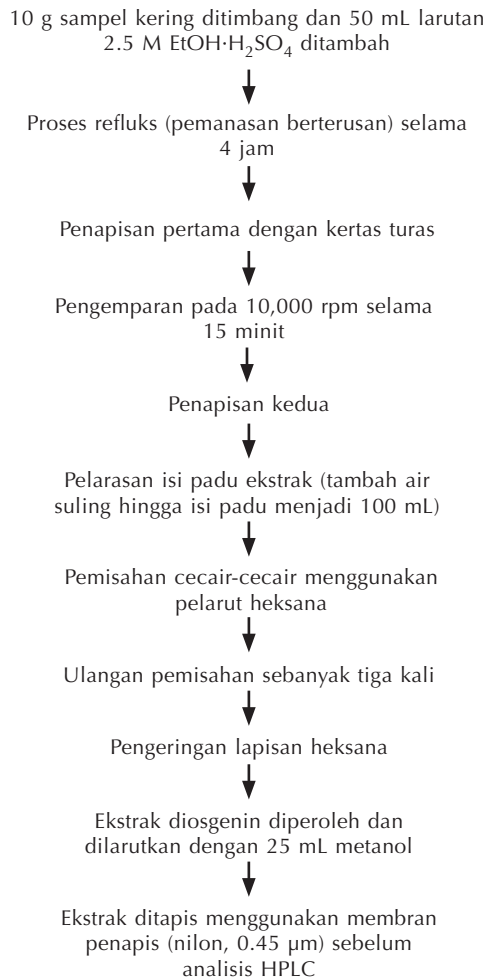 10 g sampel kering ditimbang dan 50 mL larutan
2.5 M EtOH·H₂SO₄ ditambah
Proses refluks (pemanasan berterusan) selama
4 jam
Penapisan pertama dengan kertas turas
Pengemparan pada 10,000 rpm selama
15 minit
Penapisan kedua
Pelarasan isi padu ekstrak (tambah air
suling hingga isi padu menjadi 100 mL)
Pemisahan cecair-cecair menggunakan
pelarut heksana
Ulangan pemisahan sebanyak tiga kali
Pengeringan lapisan heksana
Ekstrak diosgenin diperoleh dan
dilarutkan dengan 25 mL metanol
Ekstrak ditapis menggunakan membran
penapis (nilon, 0.45 µm) sebelum
analisis HPLC